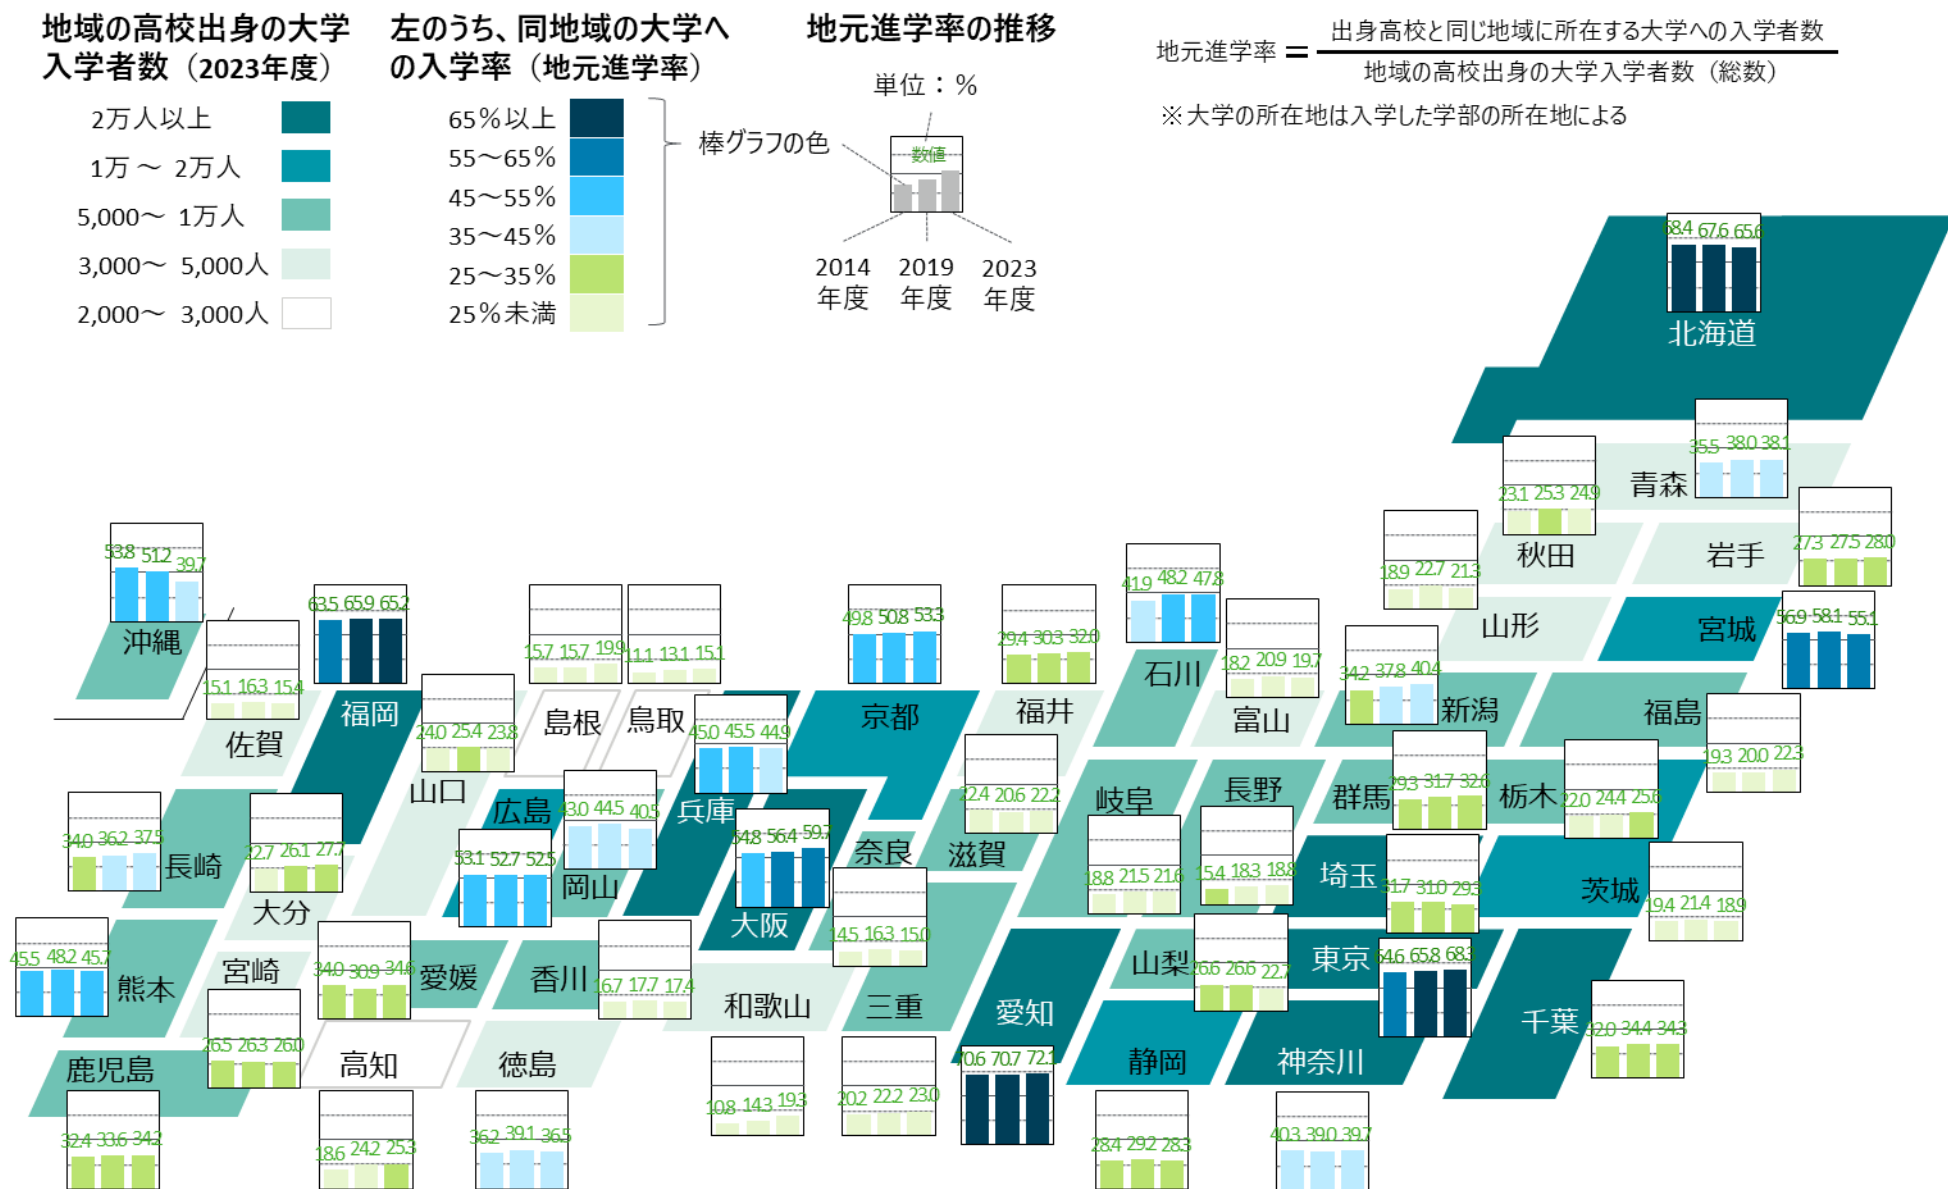 地域の高校出身の大学
入学者数（2023年度）
2万人以上
1万 ～ 2万人
5,000～ 1万人
3,000～ 5,000人
2,000～ 3,000人
左のうち、同地域の大学へ
の入学率（地元進学率）
65%以上
55～65%
45～55%
35～45%
25～35%
25%未満
棒グラフの色
地元進学率の推移
単位：%
数値
2014 2019 2023
年度 年度 年度
地元進学率 = 出身高校と同じ地域に所在する大学への入学者数
地域の高校出身の大学入学者数（総数）
※大学の所在地は入学した学部の所在地による
68.4 67.6 65.6
北海道
35.5 38.0 38.1
青森
23.1 25.3 24.9
秋田
27.3 27.5 28.0
岩手
18.9 22.7 21.3
山形
56.9 58.1 55.1
宮城
53.8 51.2 39.7
沖縄
15.1 16.3 15.4
佐賀
63.5 65.9 65.2
福岡
24.0 25.4 23.8
山口
15.7 15.7 19.9
島根
11.1 13.1 15.1
鳥取
45.0 45.5 44.9
兵庫
49.8 50.8 53.3
京都
29.4 30.3 32.0
福井
41.9 48.2 47.8
石川
18.2 20.9 19.7
富山
34.2 37.8 40.4
新潟
福島
19.3 20.0 22.3
34.0 36.2 37.5
長崎
22.7 26.1 27.7
大分
広島
53.1 52.7 52.5
43.0 44.5 40.5
岡山
54.8 56.4 59.7
大阪
奈良
14.5 16.3 15.0
22.4 20.6 22.2
滋賀
岐阜
18.8 21.5 21.6
長野
15.4 18.3 18.8
群馬
29.3 31.7 32.6
栃木
22.0 24.4 25.6
埼玉
31.7 31.0 29.3
茨城
19.4 21.4 18.9
45.5 48.2 45.7
熊本
宮崎
26.5 26.3 26.0
34.0 30.9 34.6
愛媛
香川
16.7 17.7 17.4
和歌山
10.8 14.3 19.3
三重
20.2 22.2 23.0
愛知
70.6 70.7 72.1
山梨
26.6 26.6 22.7
東京
64.6 65.8 68.3
千葉
32.0 34.4 34.3
鹿児島
32.4 33.6 34.2
高知
18.6 24.2 25.3
徳島
36.2 39.1 36.5
静岡
28.4 29.2 28.3
神奈川
40.3 39.0 39.7